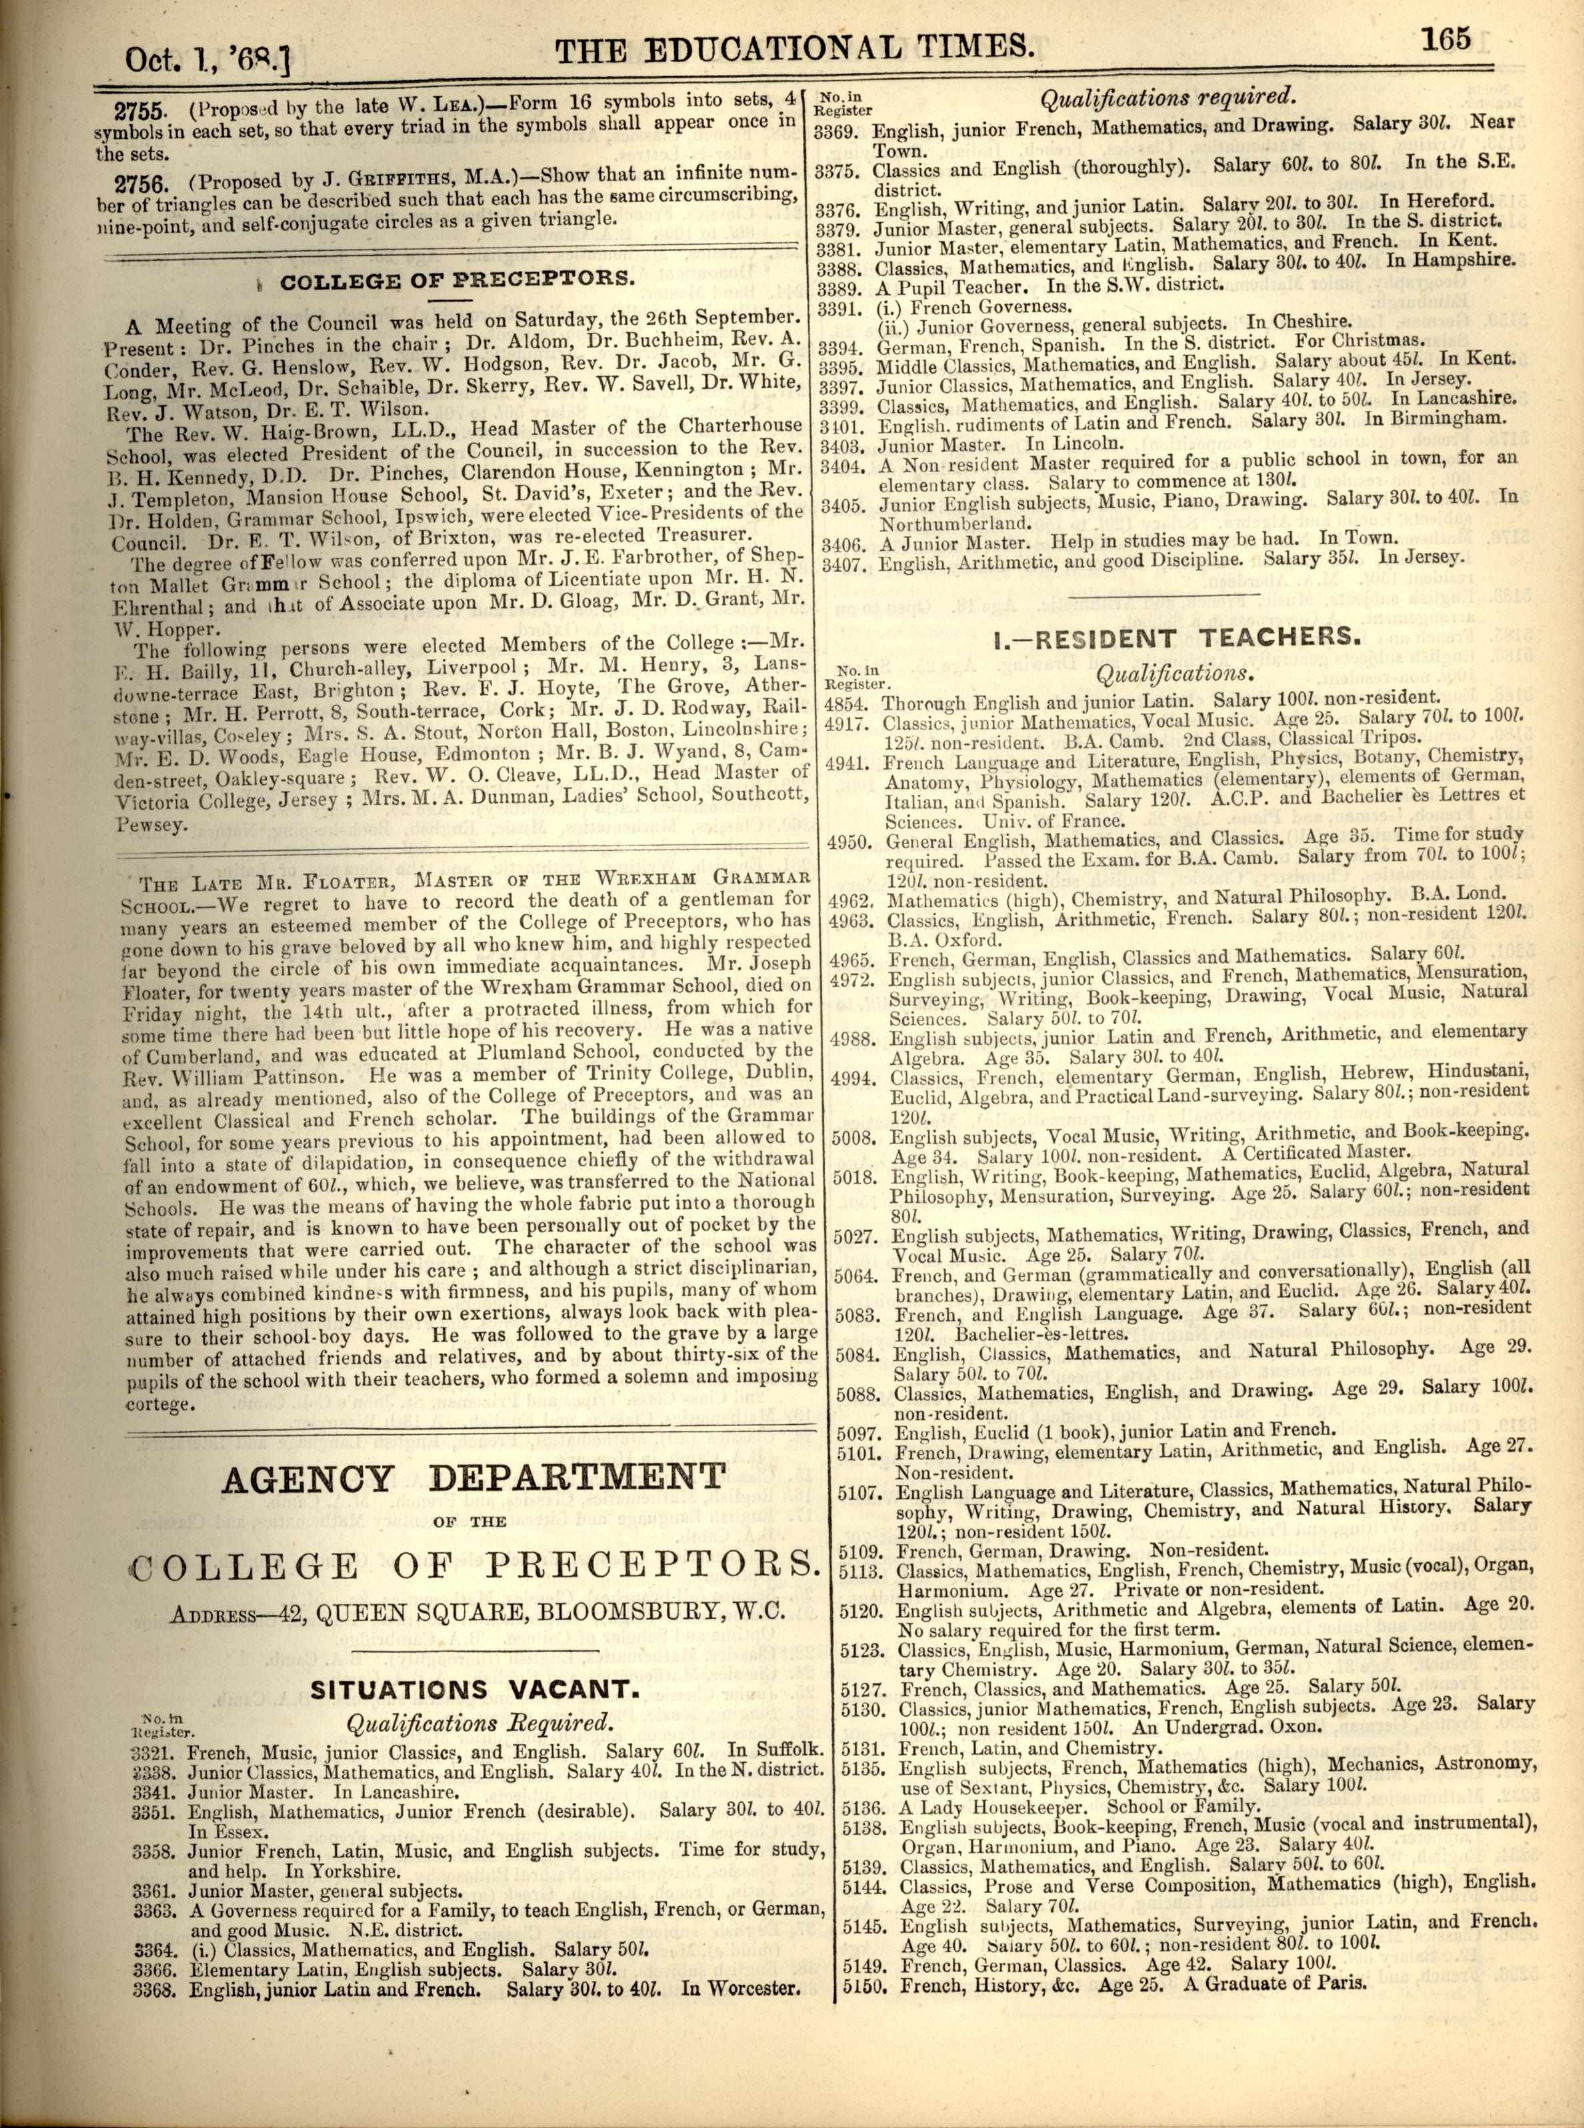 Oct. 1, '68.]
THE EDUCATIONAL TIMES.
165
2755. (Proposed by the late W. LEA.)—Form 16 symbols into sets, 4
symbols in each set, so that every triad in the symbols shall appear once in
the sets.
2756. (Proposed by J. GRIFFITHS, M.A.)—Show that an infinite num-
ber of triangles can be described such that each has the same circumscribing,
nine-point, and self-conjugate circles as a given triangle.
COLLEGE OF PRECEPTORS.
A Meeting of the Council was held on Saturday, the 26th September.
Present: Dr. Pinches in the chair; Dr. Aldom, Dr. Buchheim, Rev. A.
Conder, Rev. G. Henslow, Rev. W. Hodgson, Rev. Dr. Jacob, Mr. G.
Long, Mr. McLeod, Dr. Schaible, Dr. Skerry, Rev. W. Savell, Dr. White,
Rev. J. Watson, Dr. E. T. Wilson.
The Rev. W. Haig-Brown, LL.D., Head Master of the Charterhouse
School, was elected President of the Council, in succession to the Rev.
B. H. Kennedy, D.D. Dr. Pinches, Clarendon House, Kennington; Mr.
J. Templeton, Mansion House School, St. David's, Exeter; and the Rev.
Dr. Holden, Grammar School, Ipswich, were elected Vice-Presidents of the
Council. Dr. E. T. Wilson, of Brixton, was re-elected Treasurer.
The degree of Fellow was conferred upon Mr. J. E. Farbrother, of Shep-
ton Mallet Grammar School; the diploma of Licentiate upon Mr. H. N.
Ehrenthal; and that of Associate upon Mr. D. Gloag, Mr. D. Grant, Mr.
W. Hopper.
The following persons were elected Members of the College:—Mr.
E. H. Bailly, 11, Church-alley, Liverpool; Mr. M. Henry, 3, Lans-
downe-terrace East, Brighton; Rev. F. J. Hoyte, The Grove, Ather-
stone; Mr. H. Perrott, 8, South-terrace, Cork; Mr. J. D. Rodway, Rail-
way-villas, Coseley; Mrs. S. A. Stout, Norton Hall, Boston, Lincolnshire;
Mr. E. D. Woods, Eagle House, Edmonton; Mr. B. J. Wyand, 8, Cam-
den-street, Oakley-square; Rev. W. O. Cleave, LL.D., Head Master of
Victoria College, Jersey; Mrs. M. A. Dunman, Ladies' School, Southcott,
Pewsey.
THE LATE MR. FLOATER, MASTER OF THE WREXHAM GRAMMAR
SCHOOL.—We regret to have to record the death of a gentleman for
many years an esteemed member of the College of Preceptors, who has
gone down to his grave beloved by all who knew him, and highly respected
far beyond the circle of his own immediate acquaintances. Mr. Joseph
Floater, for twenty years master of the Wrexham Grammar School, died on
Friday night, the 14th ult., after a protracted illness, from which for
some time there had been but little hope of his recovery. He was a native
of Cumberland, and was educated at Plumland School, conducted by the
Rev. William Pattinson. He was a member of Trinity College, Dublin,
and, as already mentioned, also of the College of Preceptors, and was an
excellent Classical and French scholar. The buildings of the Grammar
School, for some years previous to his appointment, had been allowed to
fall into a state of dilapidation, in consequence chiefly of the withdrawal
of an endowment of 60l., which, we believe, was transferred to the National
Schools. He was the means of having the whole fabric put into a thorough
state of repair, and is known to have been personally out of pocket by the
improvements that were carried out. The character of the school was
also much raised while under his care; and although a strict disciplinarian,
he always combined kindness with firmness, and his pupils, many of whom
attained high positions by their own exertions, always look back with plea-
sure to their school-boy days. He was followed to the grave by a large
number of attached friends and relatives, and by about thirty-six of the
pupils of the school with their teachers, who formed a solemn and imposing
cortege.
AGENCY DEPARTMENT
OF THE
COLLEGE OF PRECEPTORS.
ADDRESS—42, QUEEN SQUARE, BLOOMSBURY, W.C.
SITUATIONS VACANT.
No. in
Register.
Qualifications Required.
3321. French, Music, junior Classics, and English. Salary 60l. In Suffolk.
3338. Junior Classics, Mathematics, and English. Salary 40l. In the N. district.
3341. Junior Master. In Lancashire.
3351. English, Mathematics, Junior French (desirable). Salary 30l. to 40l.
In Essex.
3358. Junior French, Latin, Music, and English subjects. Time for study,
and help. In Yorkshire.
3361. Junior Master, general subjects.
3363. A Governess required for a Family, to teach English, French, or German,
and good Music. N.E. district.
3364. (i.) Classics, Mathematics, and English. Salary 50l.
3366. Elementary Latin, English subjects. Salary 30l.
3368. English, junior Latin and French. Salary 30l. to 40l. In Worcester.
No. in
Register
Qualifications required.
3369. English, junior French, Mathematics, and Drawing. Salary 30l. Near
Town.
3375. Classics and English (thoroughly). Salary 60l. to 80l. In the S.E.
district.
3376. English, Writing, and junior Latin. Salary 20l. to 30l. In Hereford.
3379. Junior Master, general subjects. Salary 20l. to 30l. In the S. district.
3381. Junior Master, elementary Latin, Mathematics, and French. In Kent.
3388. Classics, Mathematics, and English. Salary 30l. to 40l. In Hampshire.
3389. A Pupil Teacher. In the S.W. district.
3391. (i.) French Governess.
(ii.) Junior Governess, general subjects. In Cheshire.
3394. German, French, Spanish. In the S. district. For Christmas.
3395. Middle Classics, Mathematics, and English. Salary about 45l. In Kent.
3397. Junior Classics, Mathematics, and English. Salary 40l. In Jersey.
3399. Classics, Mathematics, and English. Salary 40l. to 50l. In Lancashire.
3401. English. rudiments of Latin and French. Salary 30l. In Birmingham.
3403. Junior Master. In Lincoln.
3404. A Non-resident Master required for a public school in town, for an
elementary class. Salary to commence at 130l.
3405. Junior English subjects, Music, Piano, Drawing. Salary 30l. to 40l. In
Northumberland.
3406. A Junior Master. Help in studies may be had. In Town.
3407. English, Arithmetic, and good Discipline. Salary 35l. In Jersey.
I.—RESIDENT TEACHERS.
No. in
Register.
Qualifications.
4854. Thorough English and junior Latin. Salary 100l. non-resident.
4917. Classics, junior Mathematics, Vocal Music. Age 25. Salary 70l. to 100l.
125l. non-resident. B.A. Camb. 2nd Class, Classical Tripos.
4941. French Language and Literature, English, Physics, Botany, Chemistry,
Anatomy, Physiology, Mathematics (elementary), elements of German,
Italian, and Spanish. Salary 120l. A.C.P. and Bachelier ès Lettres et
Sciences. Univ. of France.
4950. General English, Mathematics, and Classics. Age 35. Time for study
required. Passed the Exam. for B.A. Camb. Salary from 70l. to 100l;
120l. non-resident.
4962. Mathematics (high), Chemistry, and Natural Philosophy. B.A. Lond.
4963. Classics, English, Arithmetic, French. Salary 80l.; non-resident 120l.
B.A. Oxford.
4965. French, German, English, Classics and Mathematics. Salary 60l.
4972. English subjects, junior Classics, and French, Mathematics, Mensuration,
Surveying, Writing, Book-keeping, Drawing, Vocal Music, Natural
Sciences. Salary 50l. to 70l.
4988. English subjects, junior Latin and French, Arithmetic, and elementary
Algebra. Age 35. Salary 30l. to 40l.
4994. Classics, French, elementary German, English, Hebrew, Hindustani,
Euclid, Algebra, and Practical Land-surveying. Salary 80l.; non-resident
120l.
5008. English subjects, Vocal Music, Writing, Arithmetic, and Book-keeping.
Age 34. Salary 100l. non-resident. A Certificated Master.
5018. English, Writing, Book-keeping, Mathematics, Euclid, Algebra, Natural
Philosophy, Mensuration, Surveying. Age 25. Salary 60l.; non-resident
80l.
5027. English subjects, Mathematics, Writing, Drawing, Classics, French, and
Vocal Music. Age 25. Salary 70l.
5064. French, and German (grammatically and conversationally), English (all
branches), Drawing, elementary Latin, and Euclid. Age 26. Salary 40l.
5083. French, and English Language. Age 37. Salary 60l.; non-resident
120l. Bachelier-ès-lettres.
5084. English, Classics, Mathematics, and Natural Philosophy. Age 29.
Salary 50l. to 70l.
5088. Classics, Mathematics, English, and Drawing. Age 29. Salary 100l.
non-resident.
5097. English, Euclid (1 book), junior Latin and French.
5101. French, Drawing, elementary Latin, Arithmetic, and English. Age 27.
Non-resident.
5107. English Language and Literature, Classics, Mathematics, Natural Philo-
sophy, Writing, Drawing, Chemistry, and Natural History. Salary
120l.; non-resident 150l.
5109. French, German, Drawing. Non-resident.
5113. Classics, Mathematics, English, French, Chemistry, Music (vocal), Organ,
Harmonium. Age 27. Private or non-resident.
5120. English subjects, Arithmetic and Algebra, elements of Latin. Age 20.
No salary required for the first term.
5123. Classics, English, Music, Harmonium, German, Natural Science, elemen-
tary Chemistry. Age 20. Salary 30l. to 35l.
5127. French, Classics, and Mathematics. Age 25. Salary 50l.
5130. Classics, junior Mathematics, French, English subjects. Age 23. Salary
100l.; non resident 150l. An Undergrad. Oxon.
5131. French, Latin, and Chemistry.
5135. English subjects, French, Mathematics (high), Mechanics, Astronomy,
use of Sextant, Physics, Chemistry, &c. Salary 100l.
5136. A Lady Housekeeper. School or Family.
5138. English subjects, Book-keeping, French, Music (vocal and instrumental),
Organ, Harmonium, and Piano. Age 23. Salary 40l.
5139. Classics, Mathematics, and English. Salary 50l. to 60l.
5144. Classics, Prose and Verse Composition, Mathematics (high), English.
Age 22. Salary 70l.
5145. English subjects, Mathematics, Surveying, junior Latin, and French.
Age 40. Salary 50l. to 60l.; non-resident 80l. to 100l.
5149. French, German, Classics. Age 42. Salary 100l.
5150. French, History, &c. Age 25. A Graduate of Paris.